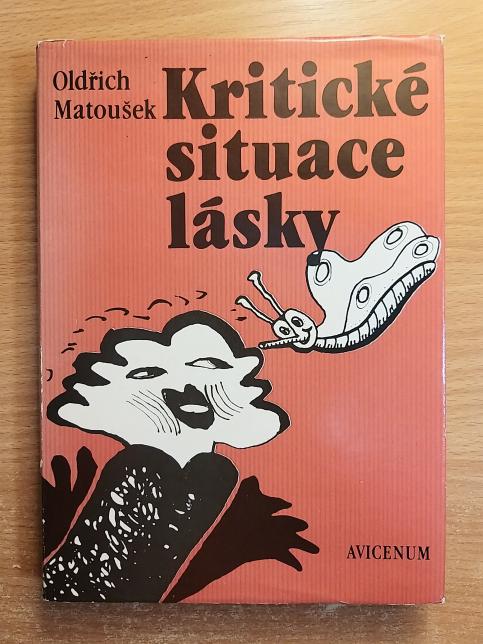 Oldřich
Matoušek
Kritické
situace
lásky
AVICENUM